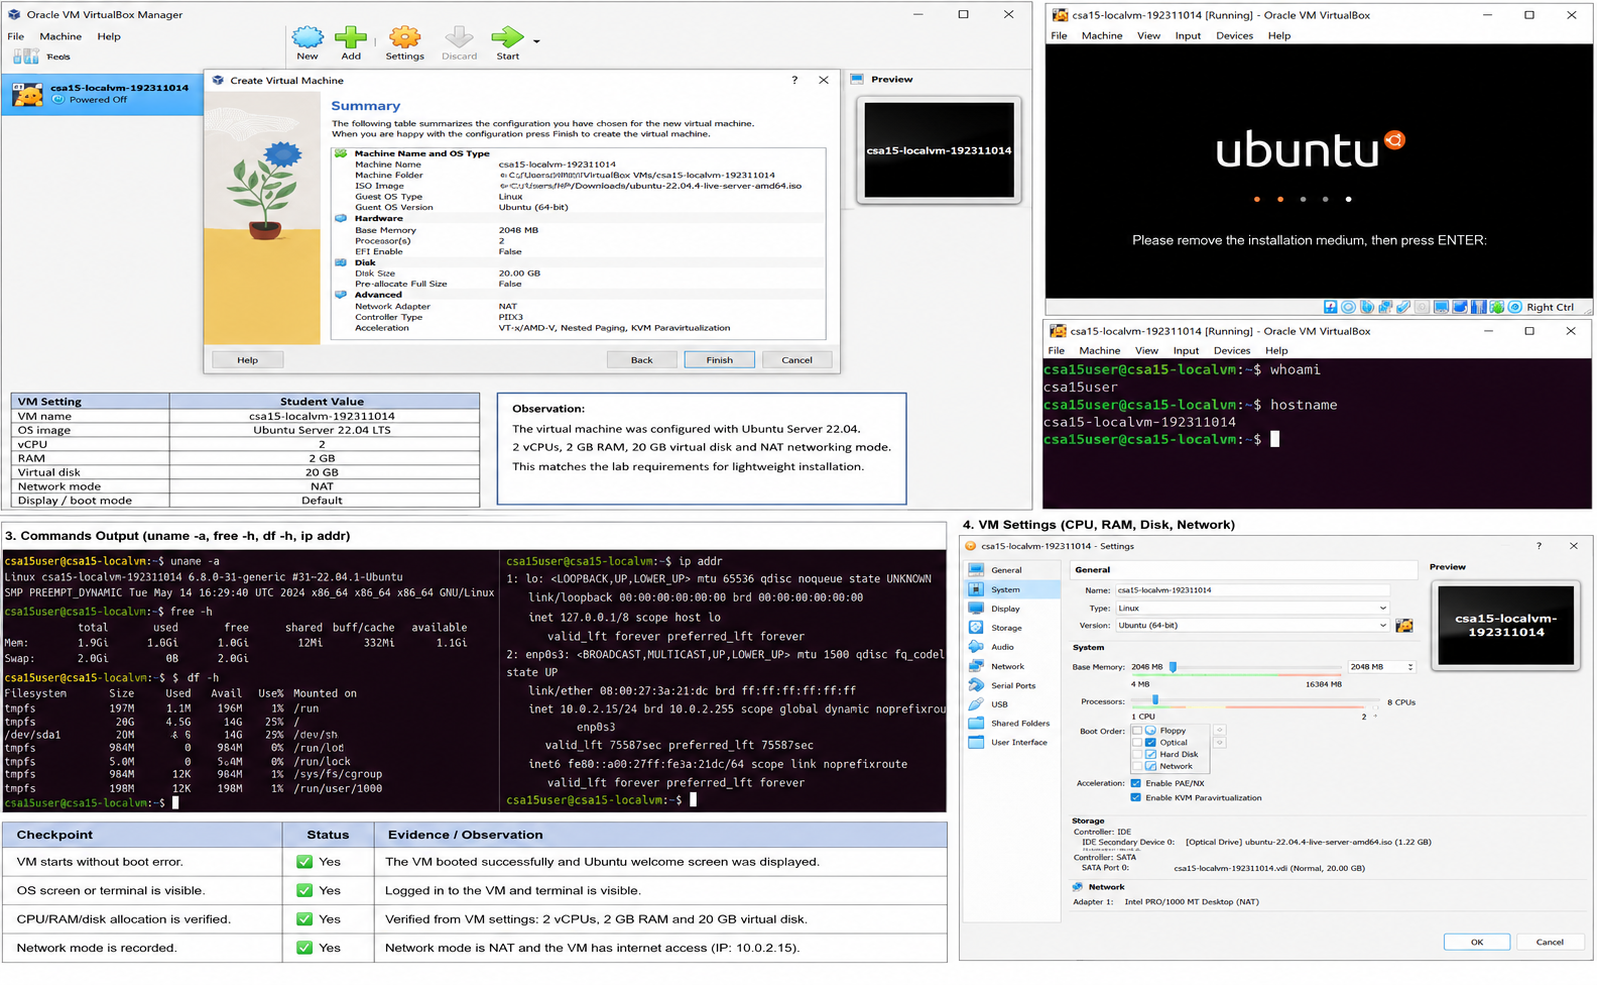 Oracle VM VirtualBox Manager
File Machine Help
Tools
New Add Settings Discard Start
csa15-localvm-192311014
Powered Off
Create Virtual Machine
?
Summary
The following table summarizes the configuration you have chosen for the new virtual machine.
When you are happy with the configuration press Finish to create the virtual machine.
Machine Name and OS Type
Machine Name csa15-localvm-192311014
Machine Folder VirtualBox VMs/csa15-localvm-192311014
ISO Image /Downloads/ubuntu-22.04.4-live-server-amd64.iso
Guest OS Type Linux
Guent OS Version Ubuntu (64-bit)
Hardware
Base Memory 2048 MB
Processor(s) 2
EFI Enable False
Disk
Disk Size 20.00 GB
Pre-allocate Full Size False
Advanced
Network Adapter NAT
Controller Type PIIX3
Acceleration VT-x/AMD-V, Nested Paging, KVM Paravirtualization
Help Back Finish Cancel
Preview
csa15-localvm-192311014
VM Setting Student Value
VM name csa15-localvm-192311014
OS image Ubuntu Server 22.04 LTS
vCPU 2
RAM 2 GB
Virtual disk 20 GB
Network mode NAT
Display / boot mode Default
Observation:
The virtual machine was configured with Ubuntu Server 22.04.
2 vCPUs, 2 GB RAM, 20 GB virtual disk and NAT networking mode.
This matches the lab requirements for lightweight installation.
csa15-localvm-192311014 [Running] - Oracle VM VirtualBox
File Machine View Input Devices Help
ubuntu
Please remove the installation medium, then press ENTER:
Right Ctrl
csa15-localvm-192311014 [Running] - Oracle VM VirtualBox
File Machine View Input Devices Help
csa15user@csa15-localvm:~$ whoami
csa15user
csa15user@csa15-localvm:~$ hostname
csa15-localvm-192311014
csa15user@csa15-localvm:~$
3. Commands Output (uname -a, free -h, df -h, ip addr)
csa15user@csa15-localvm:~$ uname -a
Linux csa15-localvm-192311014 6.8.0-31-generic #31~22.04.1-Ubuntu
SMP PREEMPT_DYNAMIC Tue May 14 16:29:40 UTC 2024 x86_64 x86_64 x86_64 GNU/Linux
csa15user@csa15-localvm:~$ free -h
total used free shared buff/cache available
Mem: 1.9Gi 1.0Gi 1.0Gi 12Mi 332Mi 1.1Gi
Swap: 2.0Gi 0B 2.0Gi
csa15user@csa15-localvm:~$ $ df -h
Filesystem Size Used Avail Use% Mounted on
tmpfs 197M 1.1M 196M 1% /run
tmpfs 20G 4.5G 14G 25% /
/dev/sda1 20M G 14G 25% /dev/sh
tmpfs 984M 0 984M 0% /run/lod
tmpfs 5.0M 0 0% /run/lock
tmpfs 984M 12K 984M 1% /sys/fs/cgroup
tmpfs 198M 12K 198M 1% /run/user/1000
csa15user@csa15-localvm:~$
csa15user@csa15-localvm:~$ ip addr
1: lo: <LOOPBACK,UP,LOWER_UP> mtu 65536 qdisc noqueue state UNKNOWN
link/loopback 00:00:00:00:00:00 brd 00:00:00:00:00:00
inet 127.0.0.1/8 scope host lo
valid_lft forever preferred_lft forever
2: enp0s3: <BROADCAST,MULTICAST,UP,LOWER_UP> mtu 1500 qdisc fq_codel
state UP
link/ether 08:00:27:3a:21:dc brd ff:ff:ff:ff:ff:ff
inet 10.0.2.15/24 brd 10.0.2.255 scope global dynamic noprefixrou
enp0s3
valid_lft 75587sec preferred_lft 75587sec
inet6 fe80::a00:27ff:fe3a:21dc/64 scope link noprefixroute
valid_lft forever preferred_lft forever
csa15user@csa15-localvm:~$
Checkpoint Status Evidence / Observation
VM starts without boot error. Yes The VM booted successfully and Ubuntu welcome screen was displayed.
OS screen or terminal is visible. Yes Logged in to the VM and terminal is visible.
CPU/RAM/disk allocation is verified. Yes Verified from VM settings: 2 vCPUs, 2 GB RAM and 20 GB virtual disk.
Network mode is recorded. Yes Network mode is NAT and the VM has internet access (IP: 10.0.2.15).
4. VM Settings (CPU, RAM, Disk, Network)
csa15-localvm-192311014 - Settings
?
General
System
Display
Storage
Audio
Network
Serial Ports
USB
Shared Folders
User Interface
General
Name: csa15-localvm-192311014
Type: Linux
Version: Ubuntu (64-bit)
System
Base Memory: 2048 MB 2048 MB
4 MB 16384 MB
Processors: 8 CPUs
1 CPU 2
Boot Order: Floppy
Optical
Hard Disk
Network
Acceleration: Enable PAE/NX
Enable KVM Paravirtualization
Storage
Controller: IDE
IDE Secondary Device 0: [Optical Drive] ubuntu-22.04.4-live-server-amd64.iso (1.22 GB)
Controller: SATA
SATA Port 0: csa15-localvm-192311014.vdi (Normal, 20.00 GB)
Network
Adapter 1: Intel PRO/1000 MT Desktop (NAT)
Preview
csa15-localvm-
192311014
OK Cancel